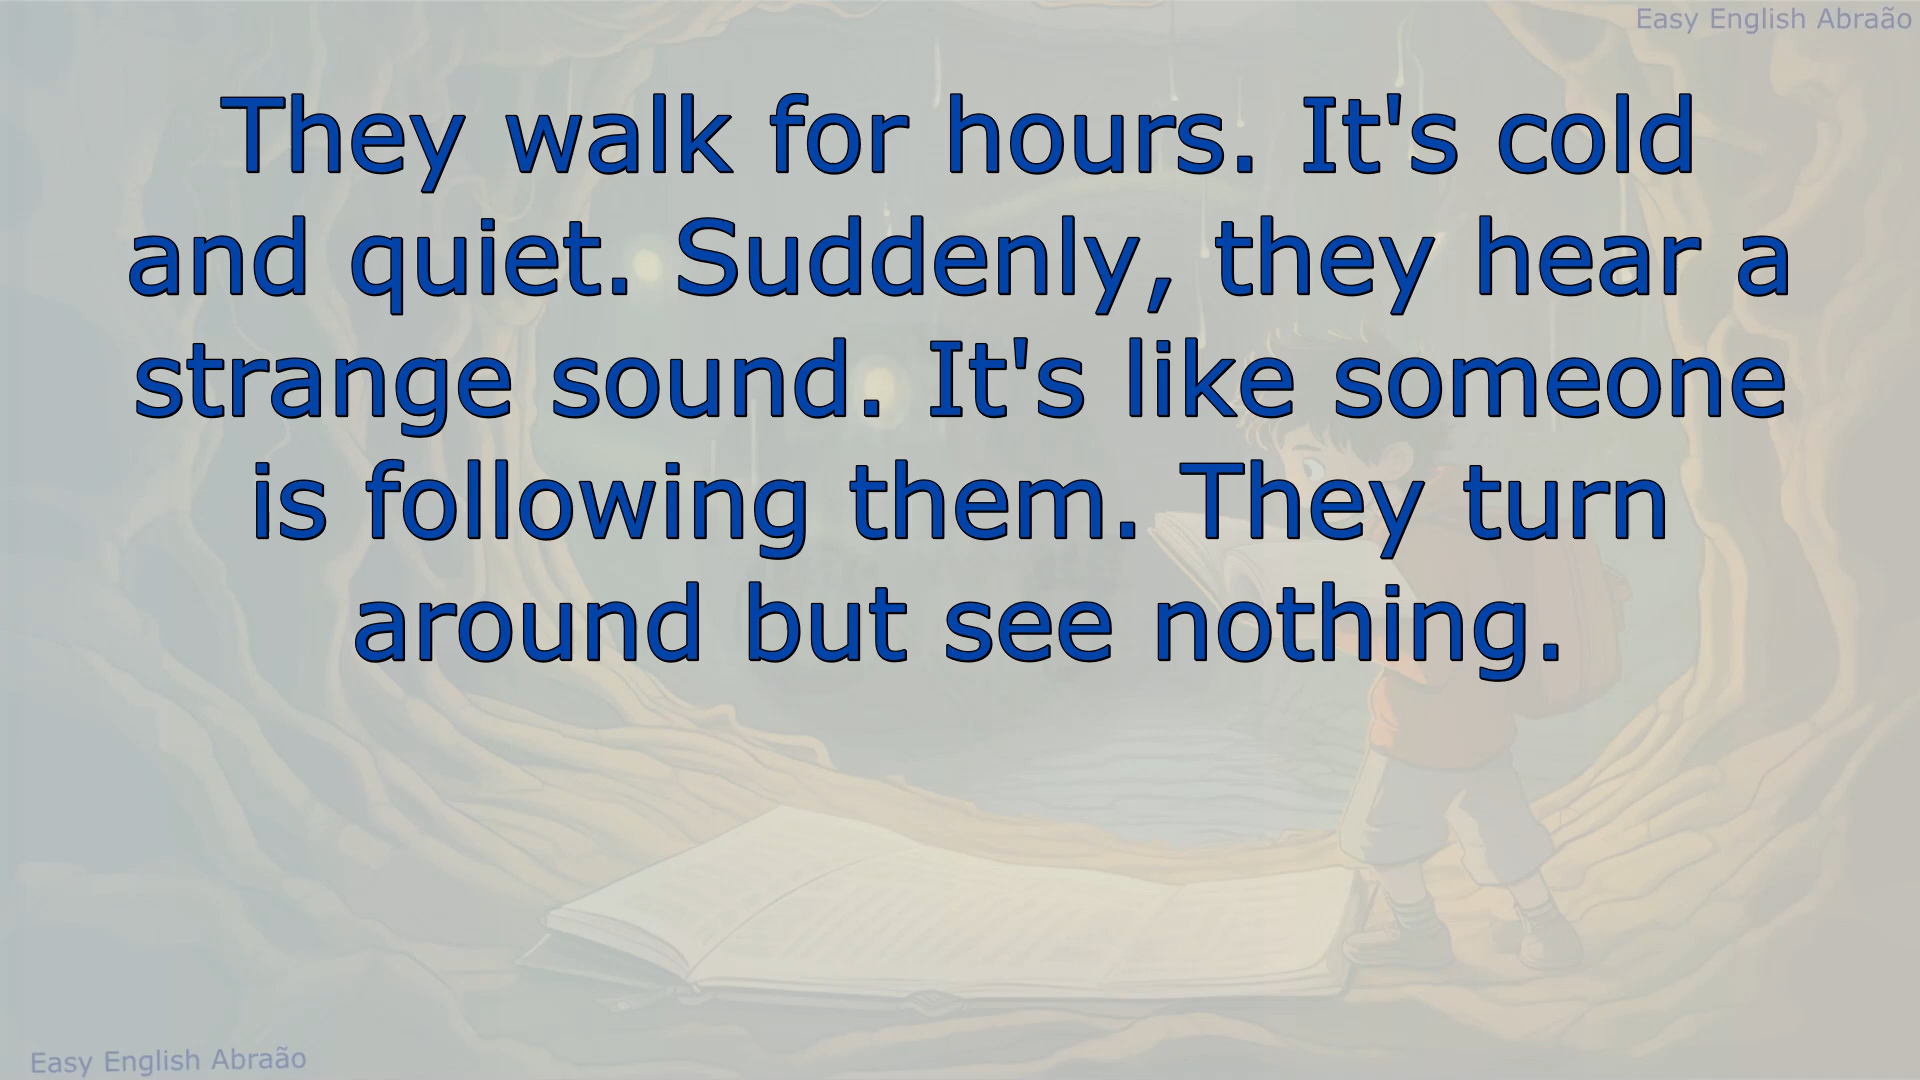 Easy English Abraão
They walk for hours. It's cold
and quiet. Suddenly, they hear a
strange sound. It's like someone
is following them. They turn
around but see nothing.
Easy English Abraão